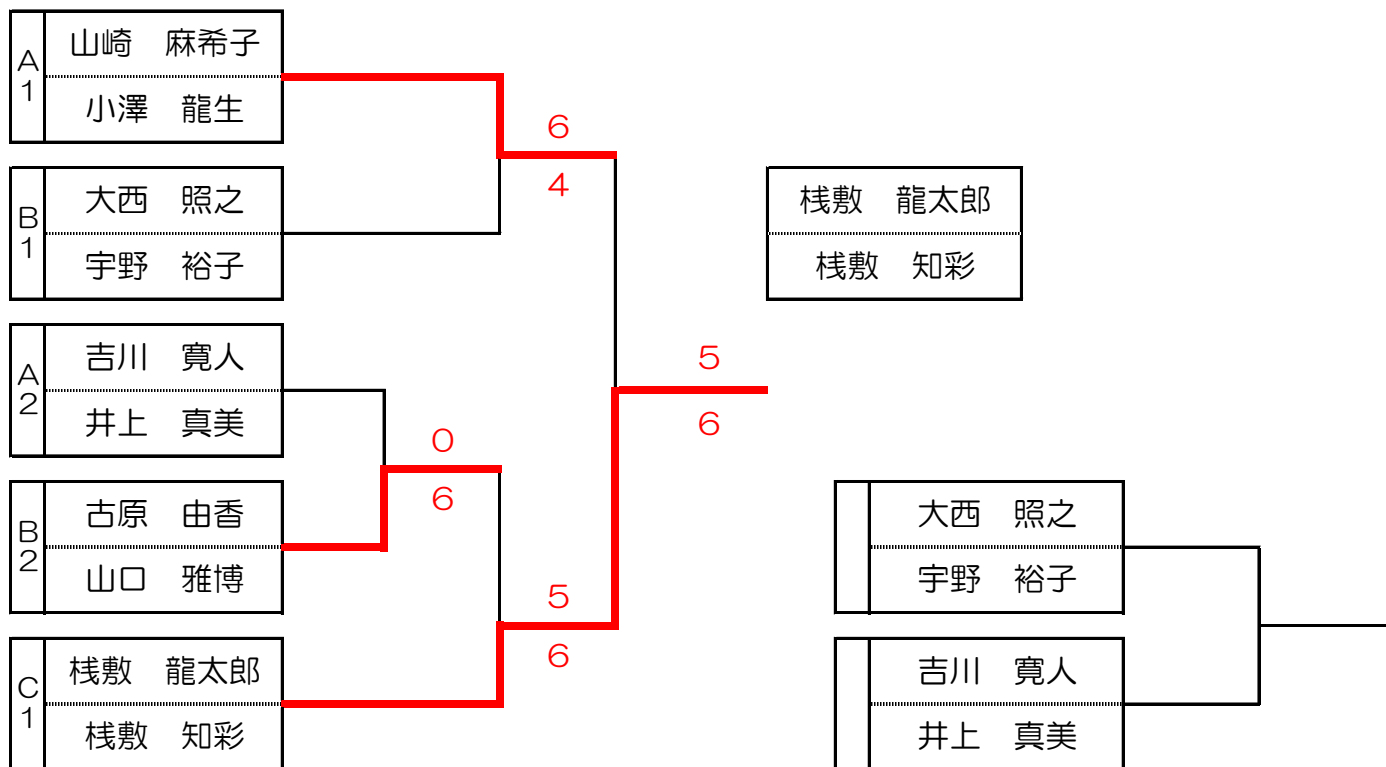 A1
山崎　麻希子
小澤　龍生
6
4
B1
大西　照之
宇野　裕子
桟敷　龍太郎
桟敷　知彩
A2
吉川　寛人
井上　真美
5
6
0
6
B2
古原　由香
山口　雅博
大西　照之
宇野　裕子
5
6
C1
桟敷　龍太郎
桟敷　知彩
吉川　寛人
井上　真美